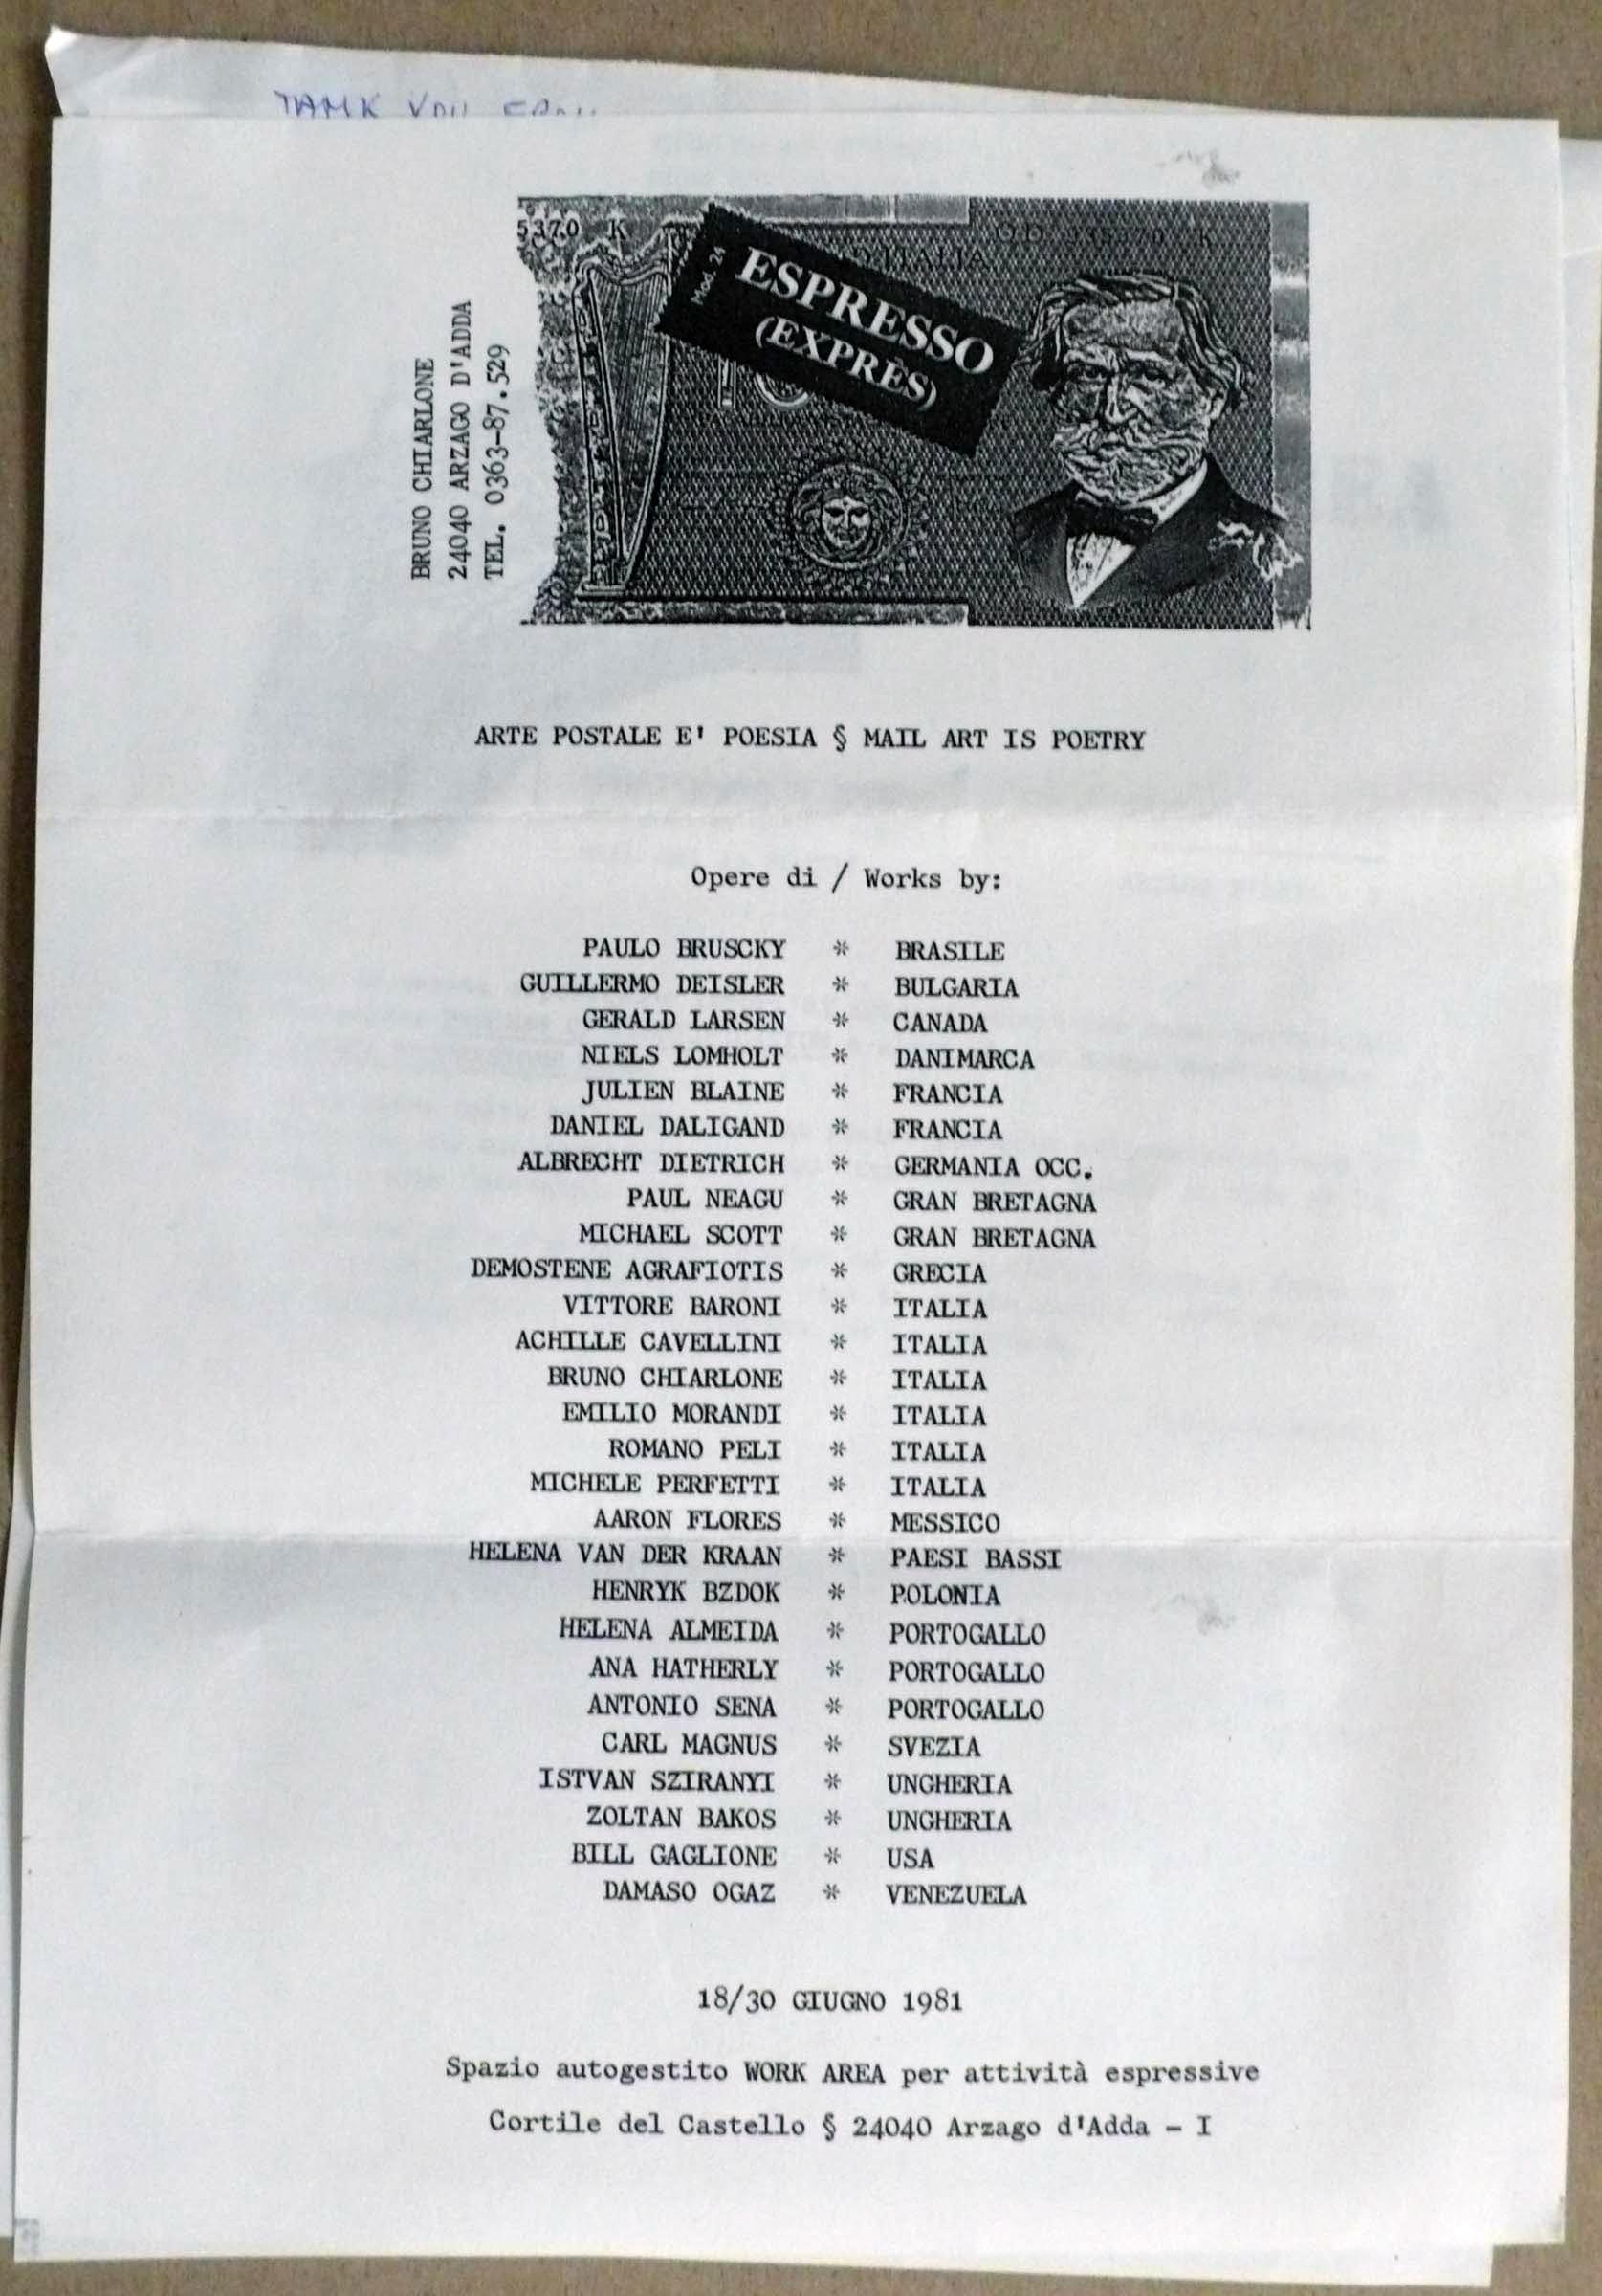 5370 K
ITALIA
Mod. 24
ESPRESSO
(EXPRÈS)
BRUNO CHIARLONE
24040 ARZAGO D'ADDA
TEL. 0363-87.529
ARTE POSTALE E' POESIA § MAIL ART IS POETRY
Opere di / Works by:
PAULO BRUSCKY * BRASILE
GUILLERMO DEISLER * BULGARIA
GERALD LARSEN * CANADA
NIELS LOMHOLT * DANIMARCA
JULIEN BLAINE * FRANCIA
DANIEL DALIGAND * FRANCIA
ALBRECHT DIETRICH * GERMANIA OCC.
PAUL NEAGU * GRAN BRETAGNA
MICHAEL SCOTT * GRAN BRETAGNA
DEMOSTENE AGRAFIOTIS * GRECIA
VITTORE BARONI * ITALIA
ACHILLE CAVELLINI * ITALIA
BRUNO CHIARLONE * ITALIA
EMILIO MORANDI * ITALIA
ROMANO PELI * ITALIA
MICHELE PERFETTI * ITALIA
AARON FLORES * MESSICO
HELENA VAN DER KRAAN * PAESI BASSI
HENRYK BZDOK * POLONIA
HELENA ALMEIDA * PORTOGALLO
ANA HATHERLY * PORTOGALLO
ANTONIO SENA * PORTOGALLO
CARL MAGNUS * SVEZIA
ISTVAN SZIRANYI * UNGHERIA
ZOLTAN BAKOS * UNGHERIA
BILL GAGLIONE * USA
DAMASO OGAZ * VENEZUELA
18/30 GIUGNO 1981
Spazio autogestito WORK AREA per attività espressive
Cortile del Castello § 24040 Arzago d'Adda - I